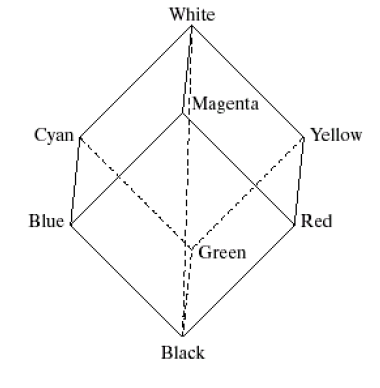 White
Magenta
Cyan
Yellow
Blue
Red
Green
Black